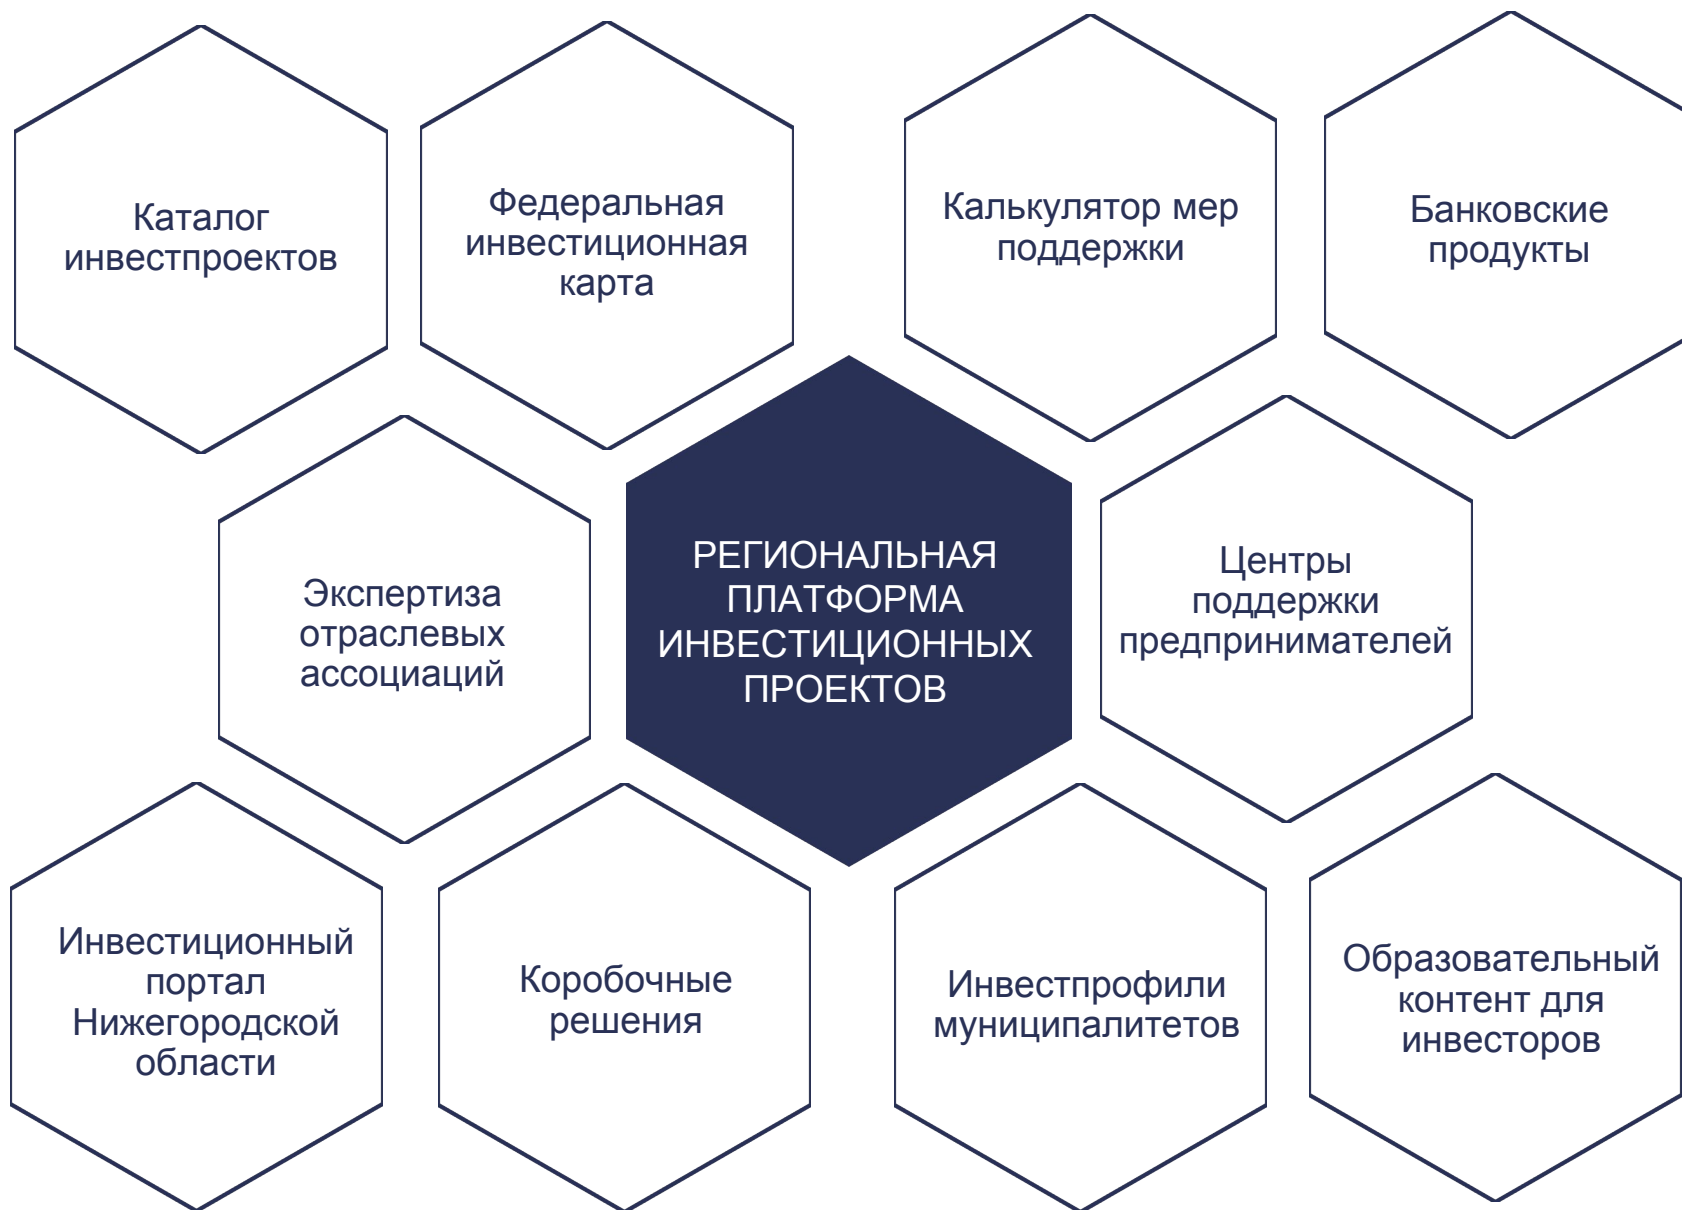 Каталог
инвестпроектов
Федеральная
инвестиционная
карта
Калькулятор мер
поддержки
Банковские
продукты
Экспертиза
отраслевых
ассоциаций
РЕГИОНАЛЬНАЯ
ПЛАТФОРМА
ИНВЕСТИЦИОННЫХ
ПРОЕКТОВ
Центры
поддержки
предпринимателей
Инвестиционный
портал
Нижегородской
области
Коробочные
решения
Инвестпрофили
муниципалитетов
Образовательный
контент для
инвесторов